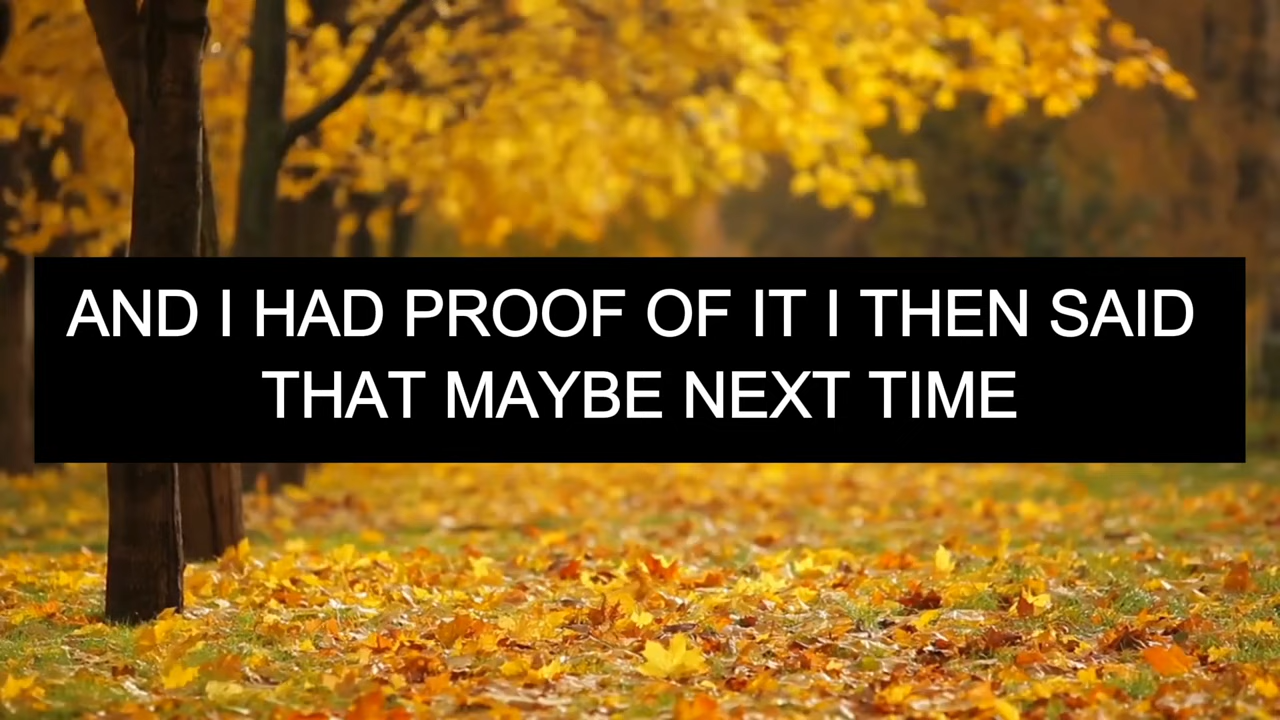 AND I HAD PROOF OF IT I THEN SAID
THAT MAYBE NEXT TIME